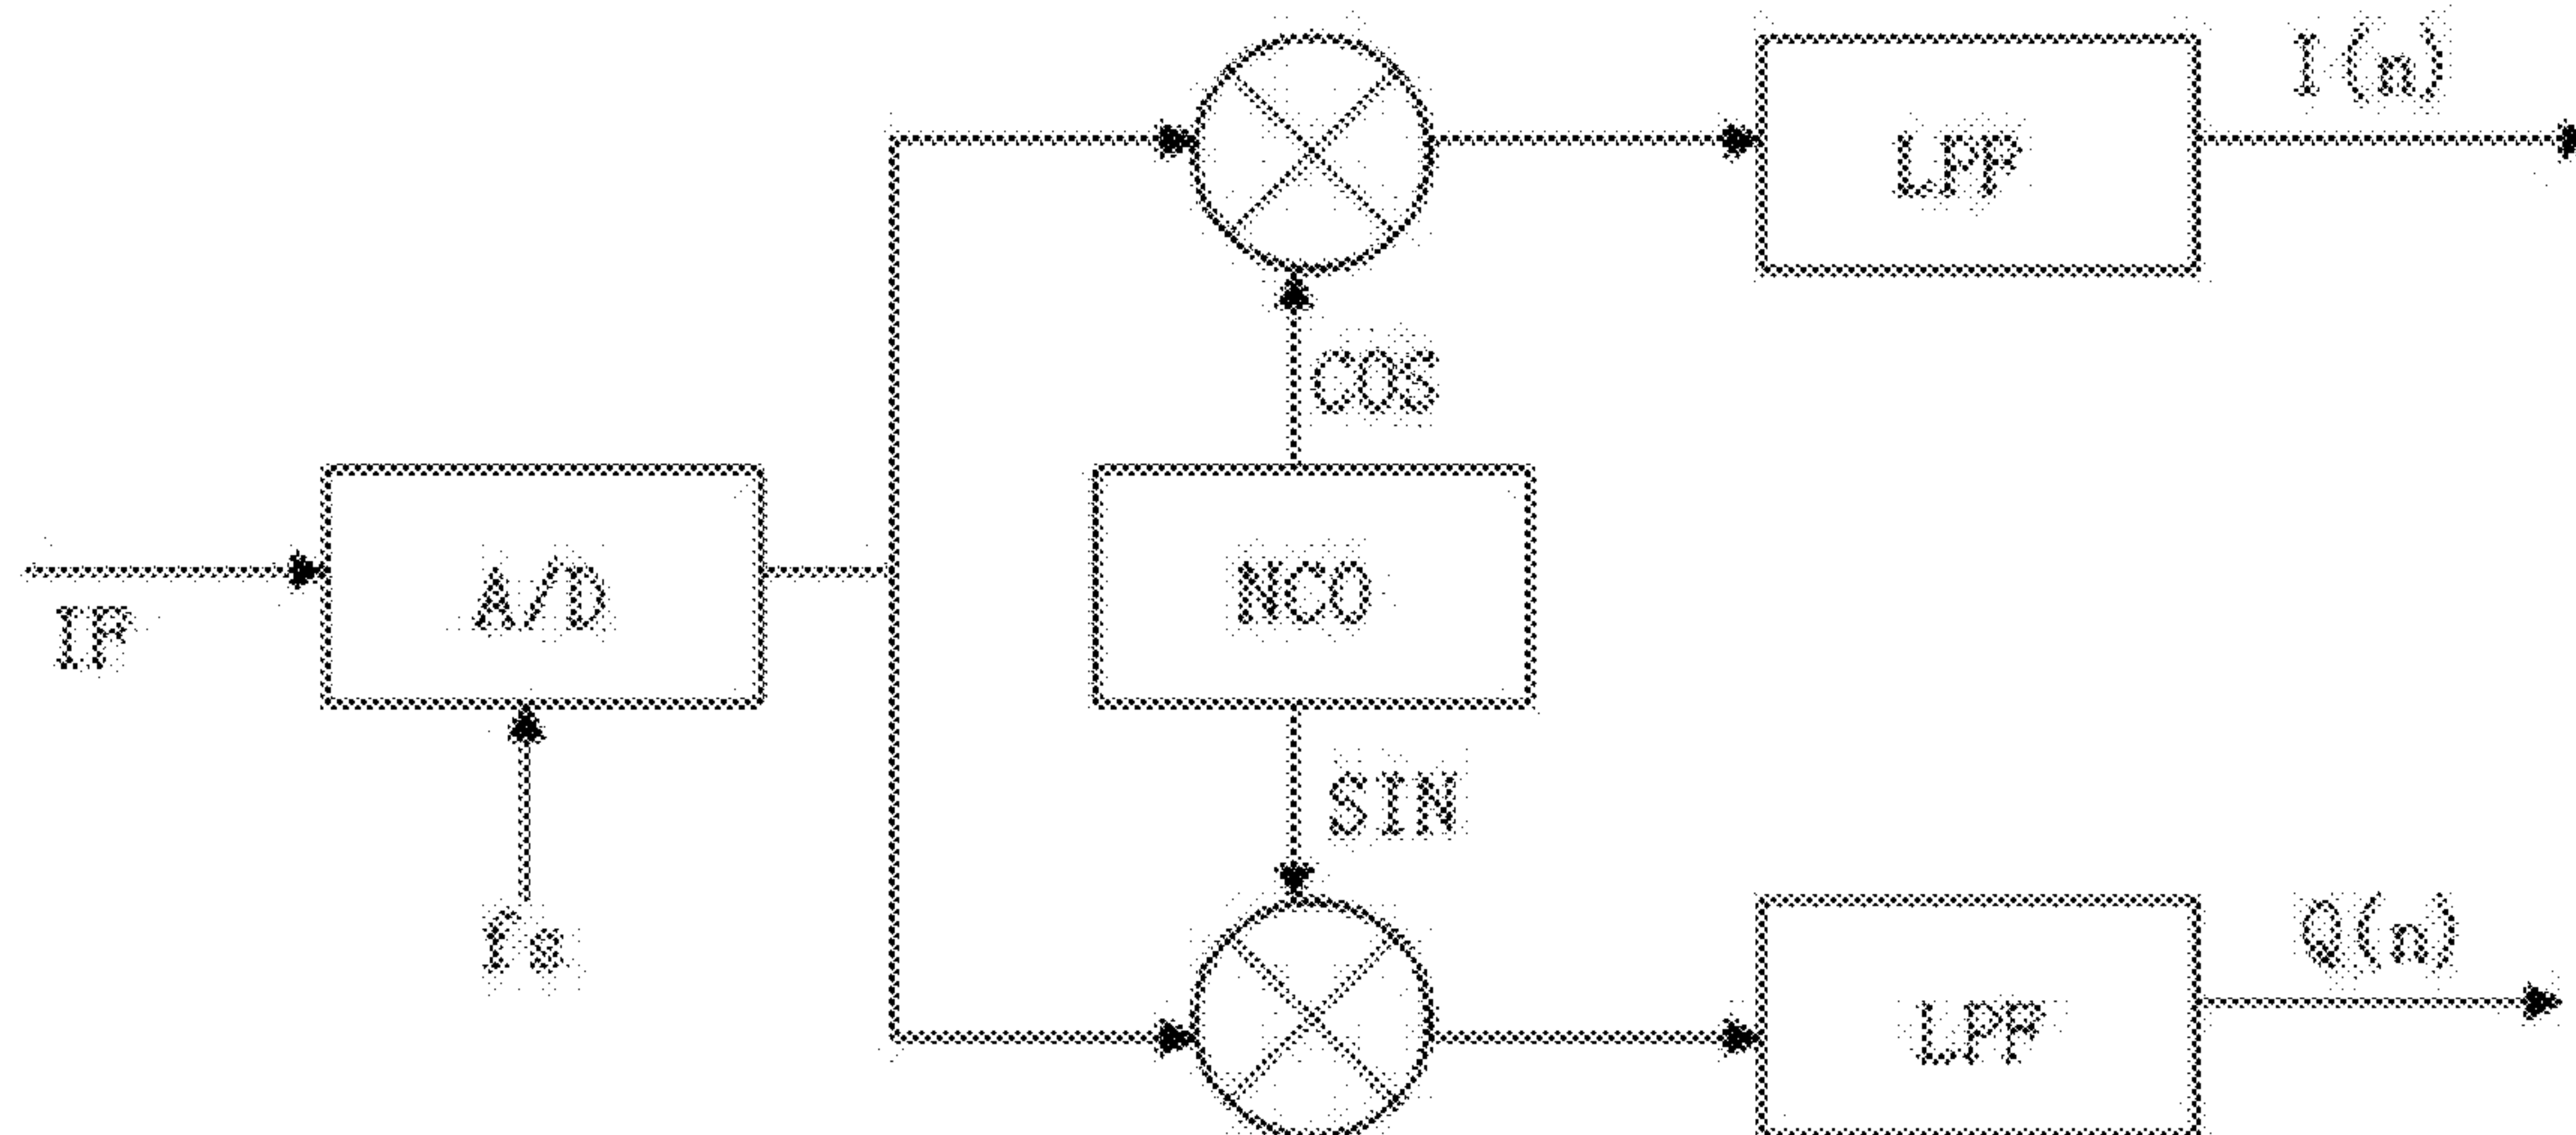 I(n)
LPF
COS
A/D
NCO
IF
SIN
fs
Q(n)
LPF